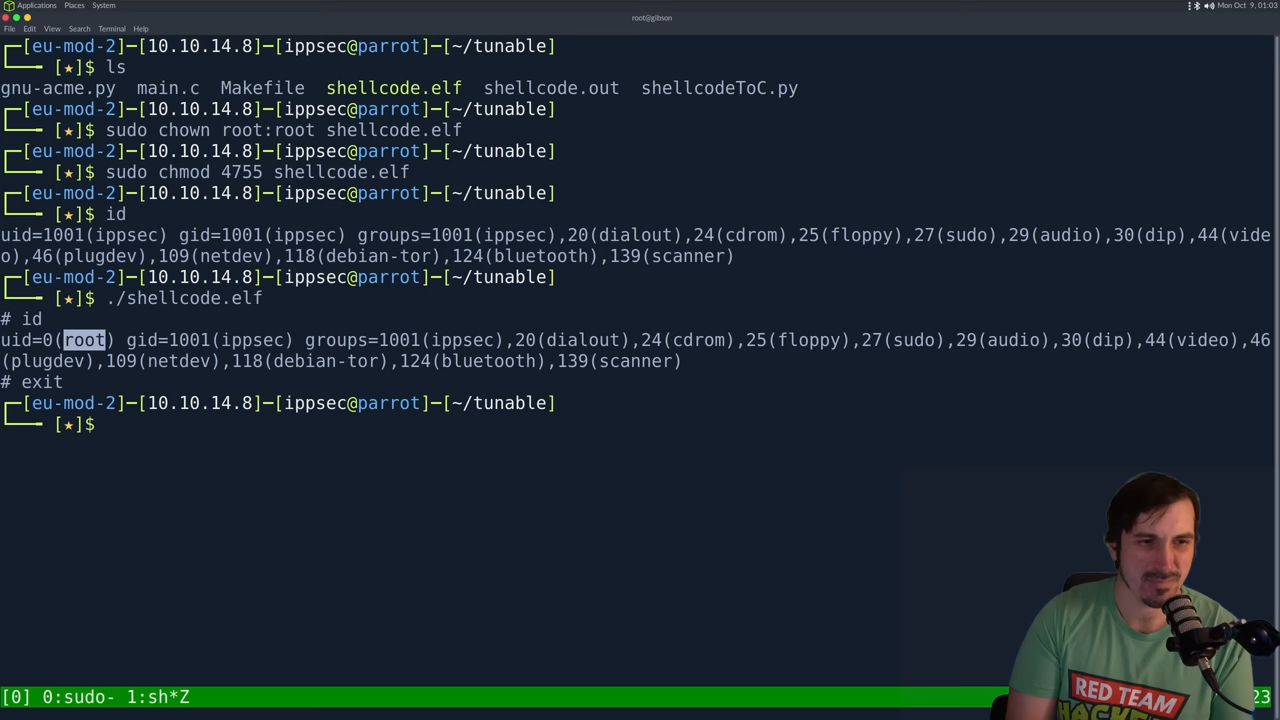 Applications Places System
Mon Oct 9, 01:03
root@gibson
File Edit View Search Terminal Help
┌─[eu-mod-2]─[10.10.14.8]─[ippsec@parrot]─[~/tunable]
└──╼ [★]$ ls
gnu-acme.py main.c Makefile shellcode.elf shellcode.out shellcodeToC.py
┌─[eu-mod-2]─[10.10.14.8]─[ippsec@parrot]─[~/tunable]
└──╼ [★]$ sudo chown root:root shellcode.elf
┌─[eu-mod-2]─[10.10.14.8]─[ippsec@parrot]─[~/tunable]
└──╼ [★]$ sudo chmod 4755 shellcode.elf
┌─[eu-mod-2]─[10.10.14.8]─[ippsec@parrot]─[~/tunable]
└──╼ [★]$ id
uid=1001(ippsec) gid=1001(ippsec) groups=1001(ippsec),20(dialout),24(cdrom),25(floppy),27(sudo),29(audio),30(dip),44(vide
o),46(plugdev),109(netdev),118(debian-tor),124(bluetooth),139(scanner)
┌─[eu-mod-2]─[10.10.14.8]─[ippsec@parrot]─[~/tunable]
└──╼ [★]$ ./shellcode.elf
# id
uid=0(root) gid=1001(ippsec) groups=1001(ippsec),20(dialout),24(cdrom),25(floppy),27(sudo),29(audio),30(dip),44(video),46
(plugdev),109(netdev),118(debian-tor),124(bluetooth),139(scanner)
# exit
┌─[eu-mod-2]─[10.10.14.8]─[ippsec@parrot]─[~/tunable]
└──╼ [★]$
RED TEAM
[0] 0:sudo- 1:sh*Z
23